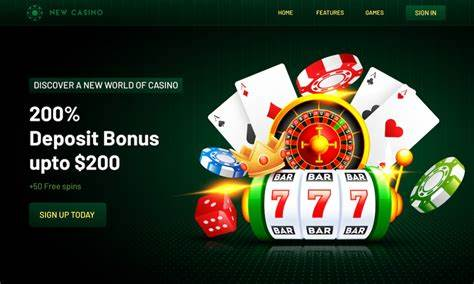 NEW CASINO
HOME FEATURES GAMES SIGN IN
DISCOVER A NEW WORLD OF CASINO
200%
Deposit Bonus
upto $200
+50 Free spins
SIGN UP TODAY
A A A A
BAR BAR BAR
7 7 7
BAR BAR BAR